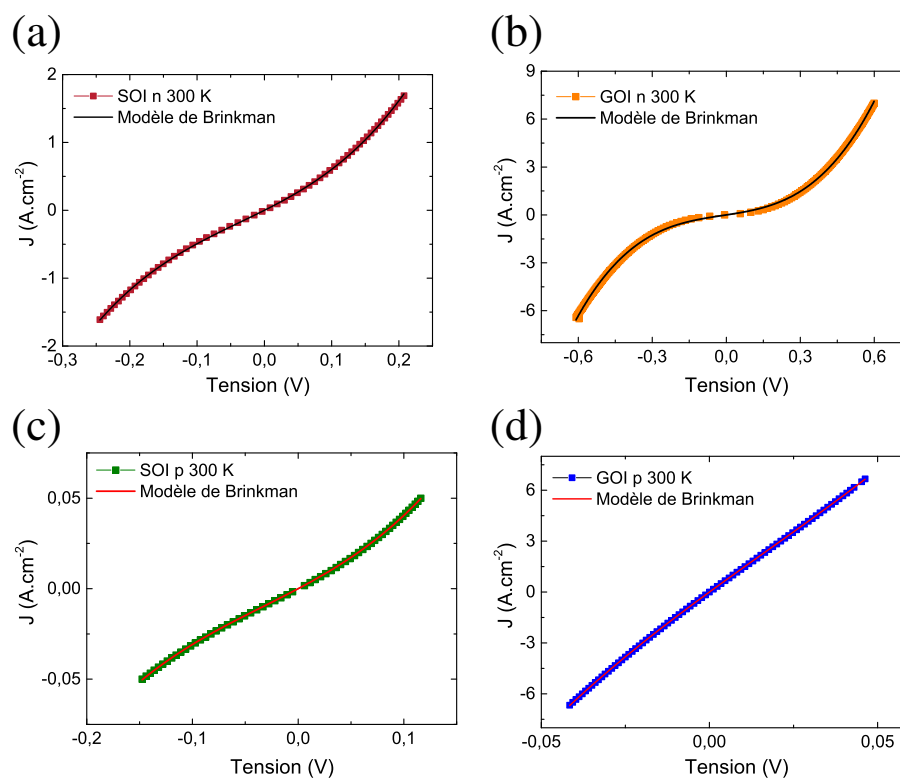 (a)
SOI n 300 K
Modèle de Brinkman
J (A.cm-2)
2
1
0
-1
-2
-0,3
-0,2
-0,1
0,0
0,1
0,2
Tension (V)
(b)
GOI n 300 K
Modèle de Brinkman
J (A.cm-2)
9
6
3
0
-3
-6
-0,6
-0,3
0,0
0,3
0,6
Tension (V)
(c)
SOI p 300 K
Modèle de Brinkman
J (A.cm-2)
0,05
0,00
-0,05
-0,2
-0,1
0,0
0,1
Tension (V)
(d)
GOI p 300 K
Modèle de Brinkman
J (A.cm-2)
6
3
0
-3
-6
-0,05
0,00
0,05
Tension (V)